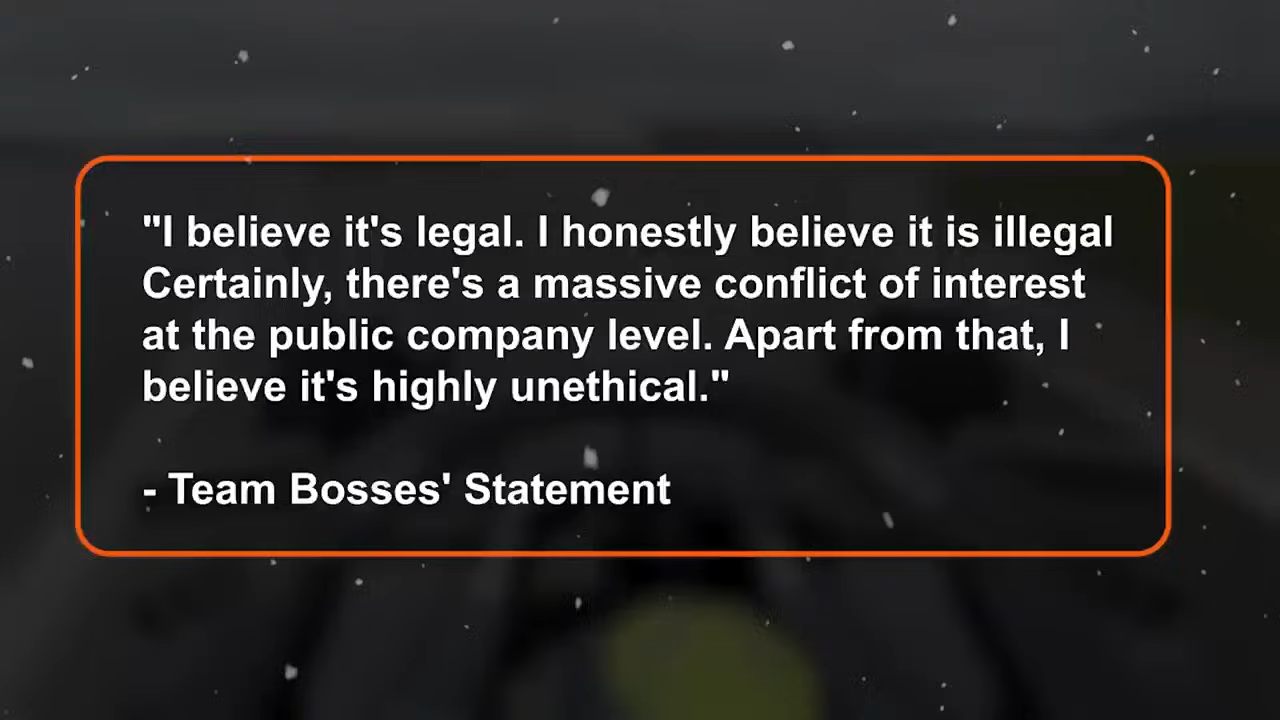 "I believe it's legal. I honestly believe it is illegal
Certainly, there's a massive conflict of interest
at the public company level. Apart from that, I
believe it's highly unethical."
- Team Bosses' Statement